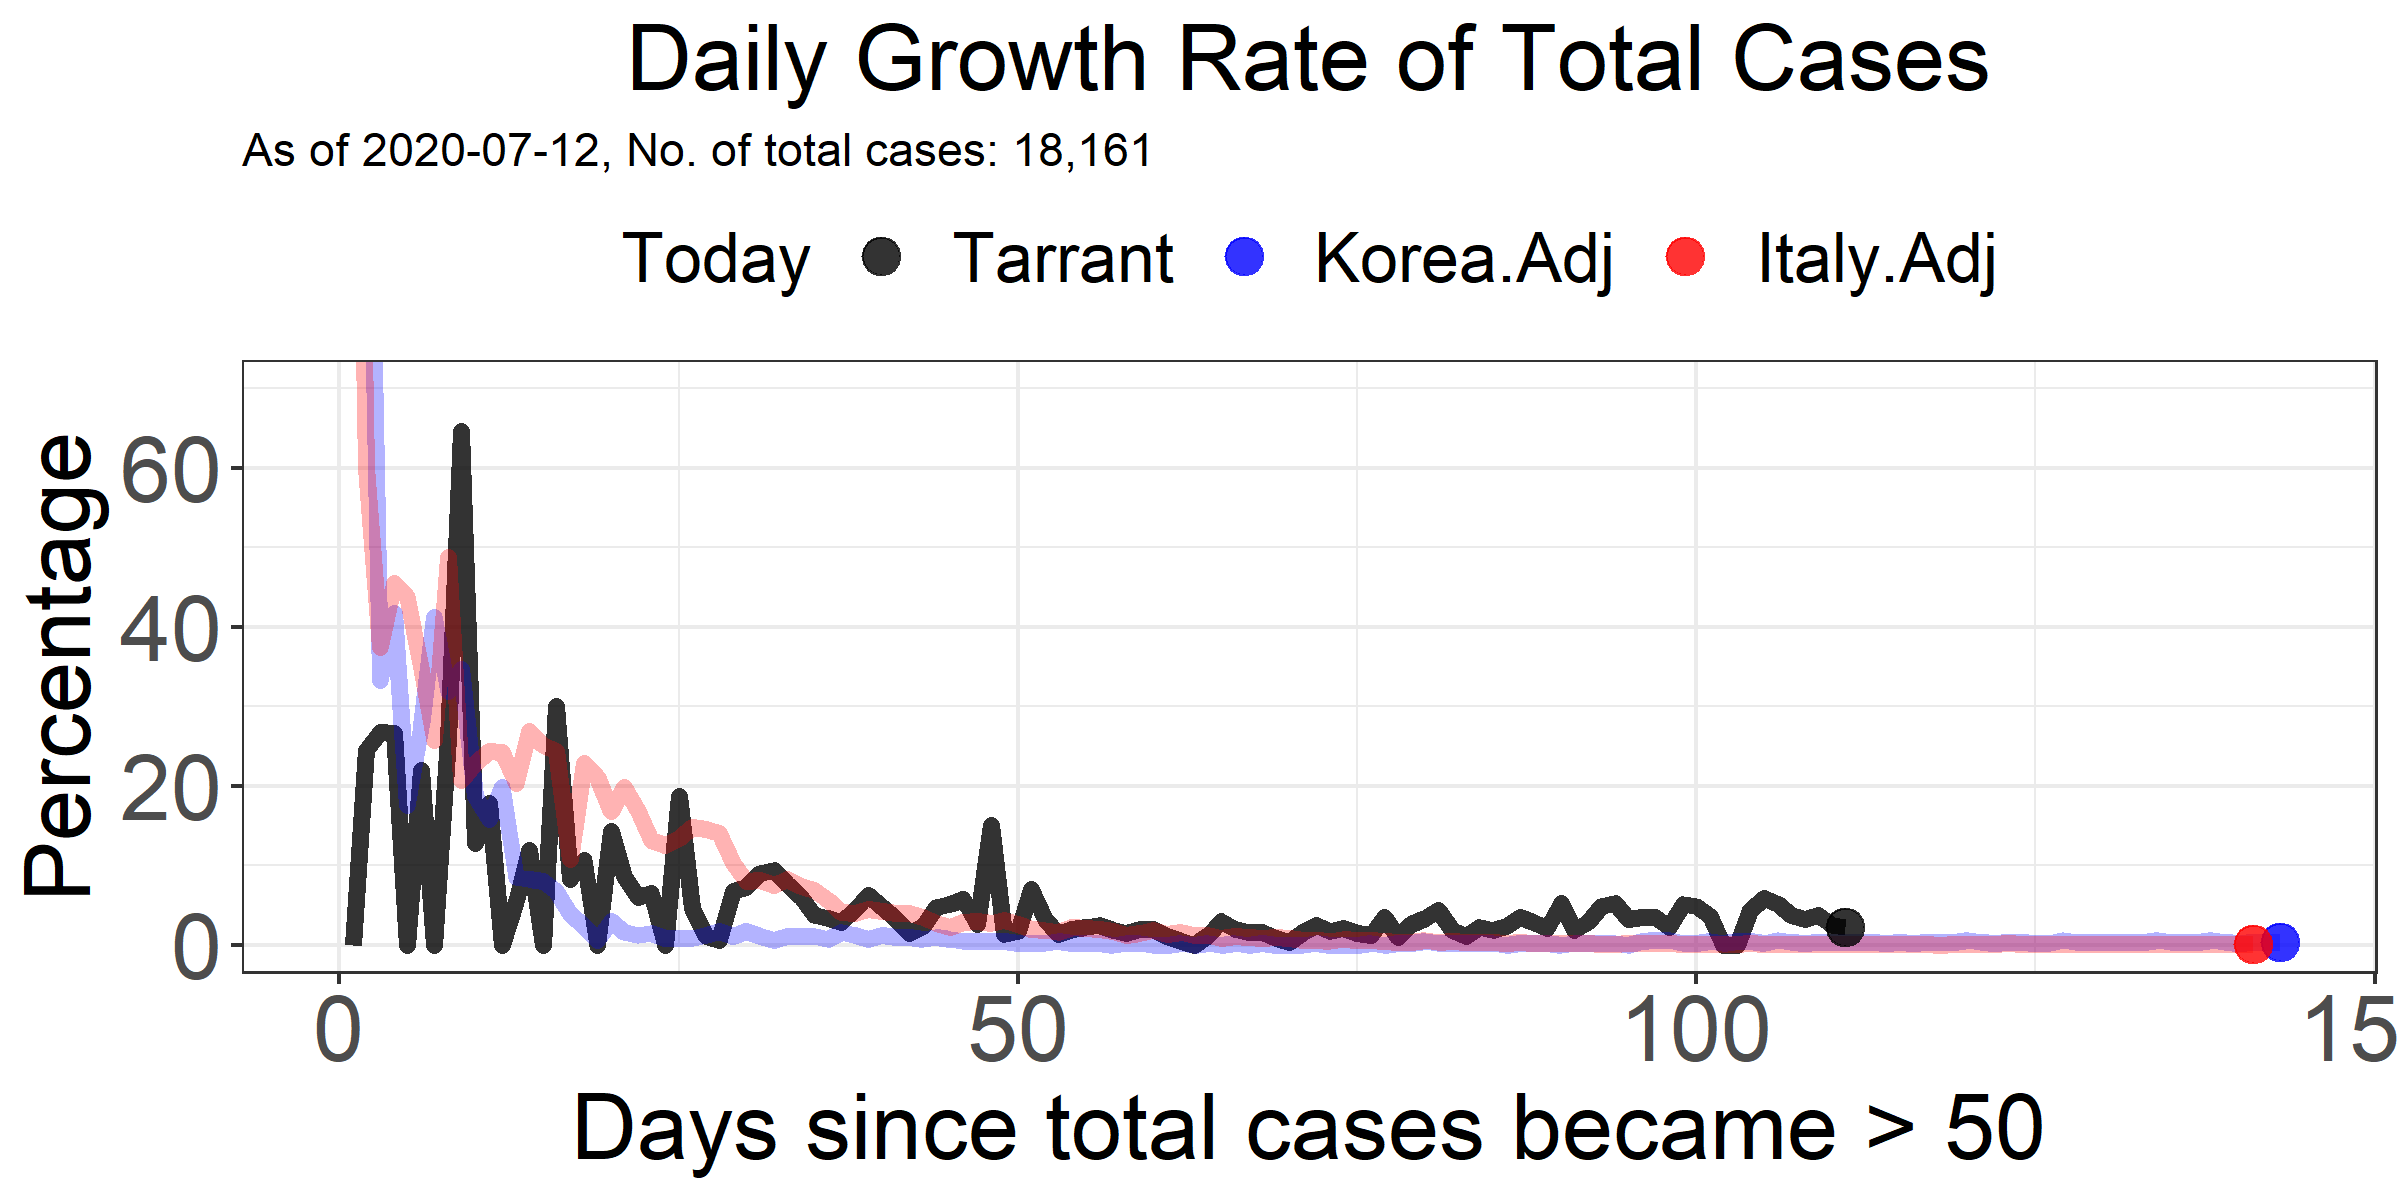 Daily Growth Rate of Total Cases
As of 2020-07-12, No. of total cases: 18,161
Today Tarrant Korea.Adj Italy.Adj
Percentage
60
40
20
0
0 50 100 15
Days since total cases became > 50